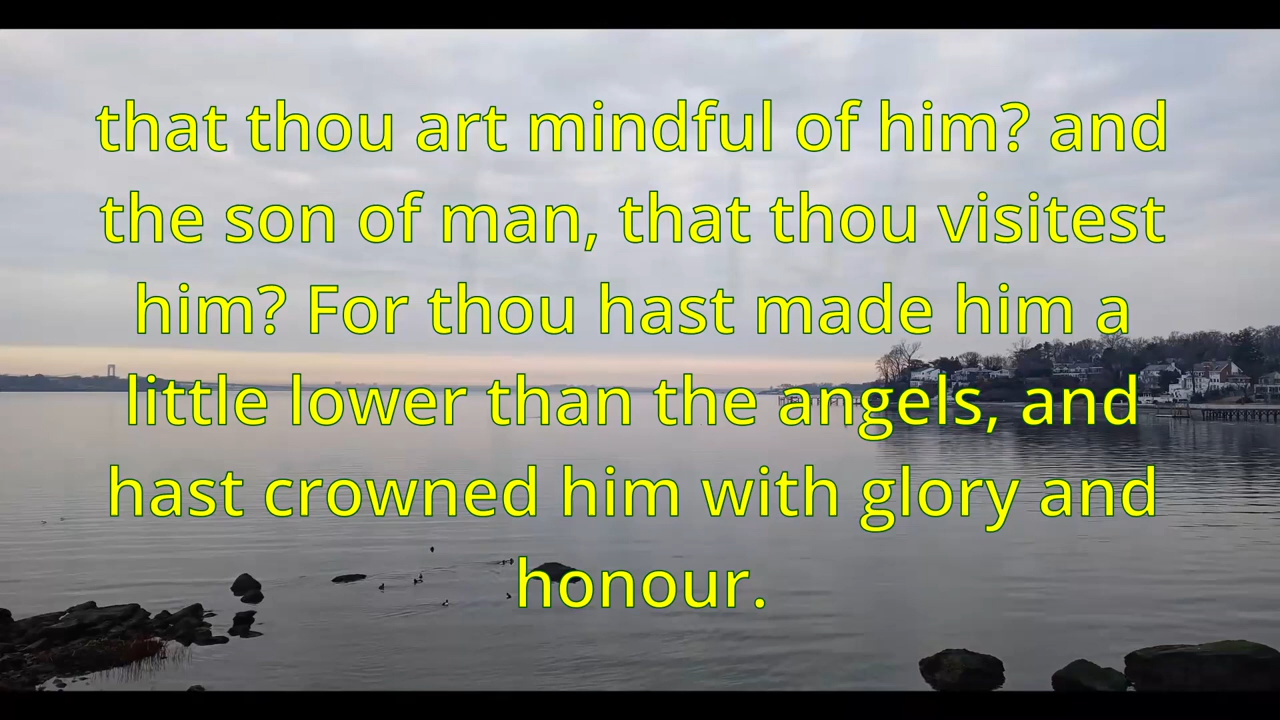 that thou art mindful of him? and
the son of man, that thou visitest
him? For thou hast made him a
little lower than the angels, and
hast crowned him with glory and
honour.